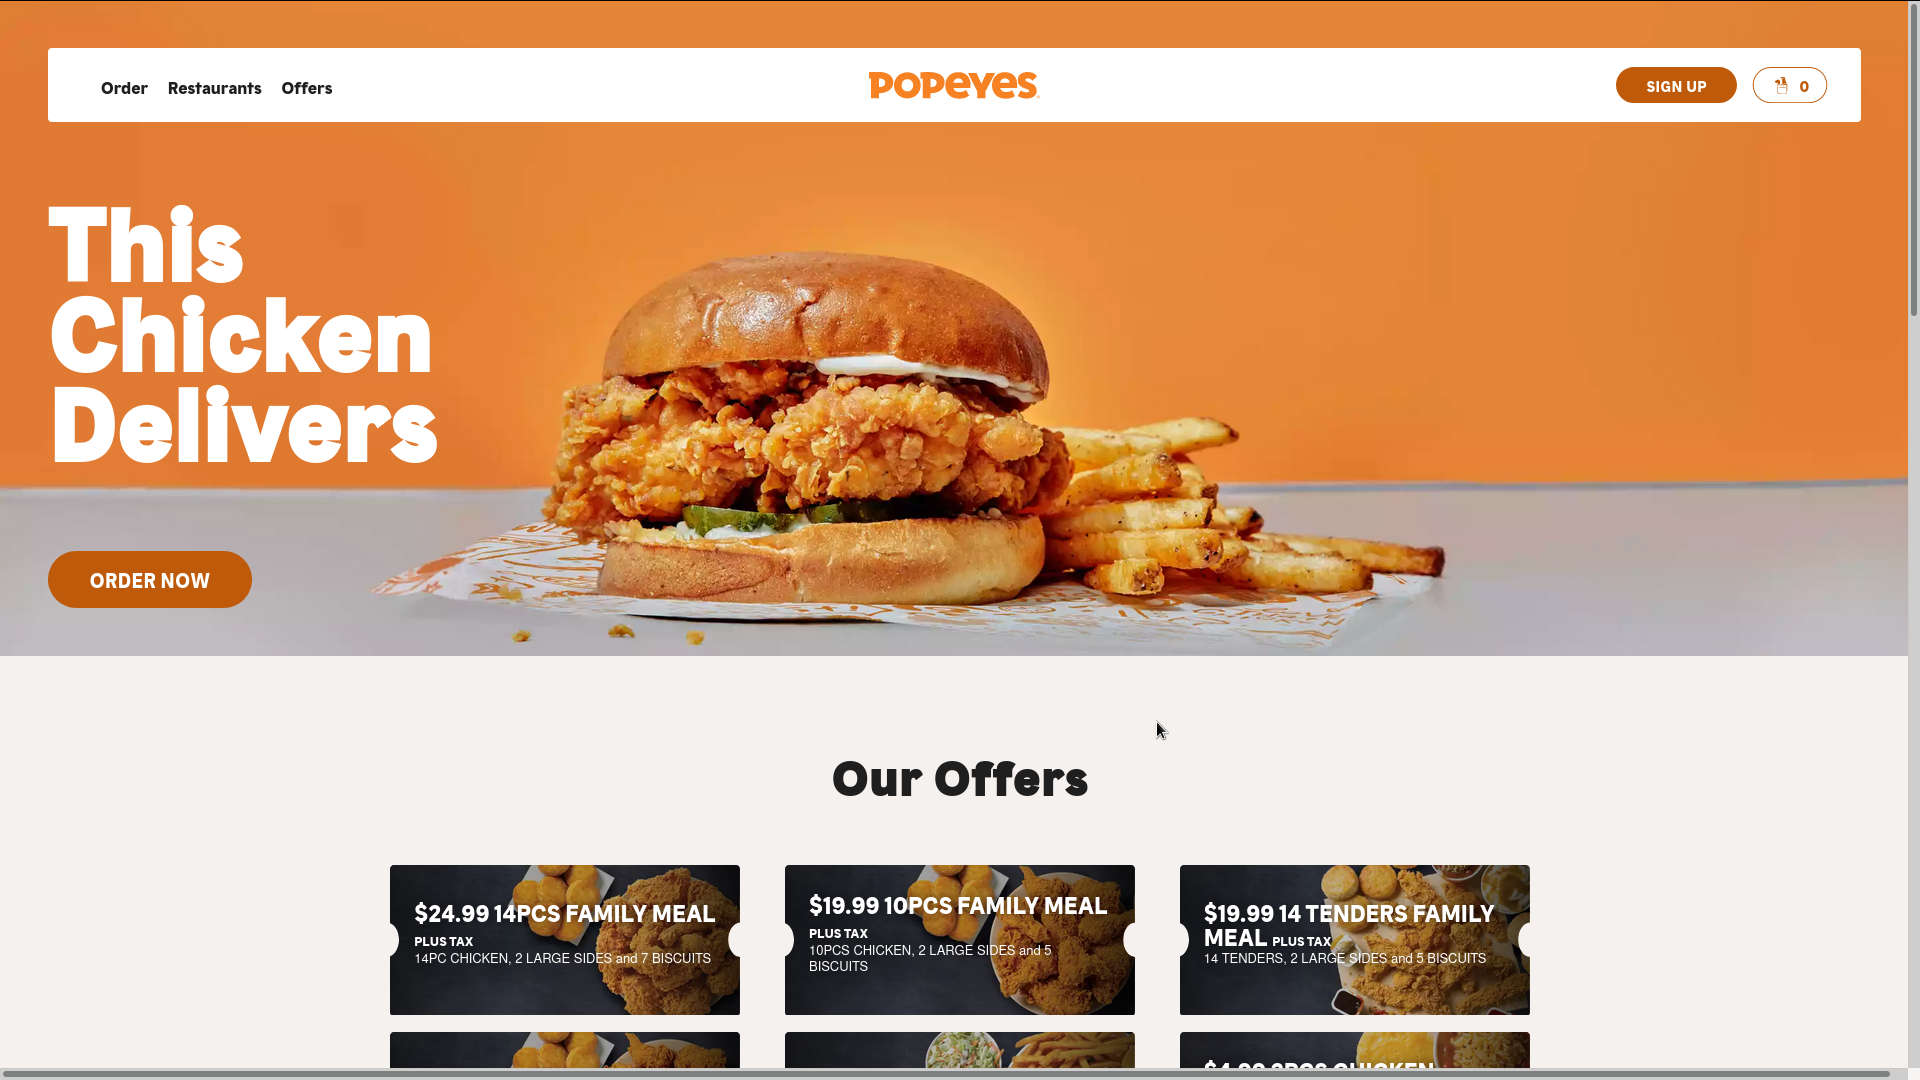 Order Restaurants Offers
POPEYES
SIGN UP
0
This
Chicken
Delivers
ORDER NOW
Our Offers
$24.99 14PCS FAMILY MEAL
PLUS TAX
14PC CHICKEN, 2 LARGE SIDES and 7 BISCUITS
$19.99 10PCS FAMILY MEAL
PLUS TAX
10PCS CHICKEN, 2 LARGE SIDES and 5
BISCUITS
$19.99 14 TENDERS FAMILY
MEAL PLUS TAX
14 TENDERS, 2 LARGE SIDES and 5 BISCUITS